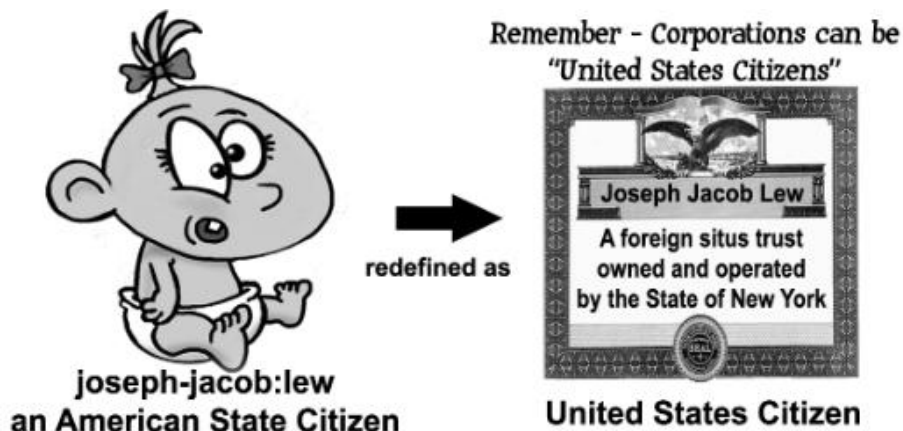 Remember - Corporations can be
"United States Citizens"
Joseph Jacob Lew
A foreign situs trust
owned and operated
by the State of New York
SEAL
redefined as
joseph-jacob:lew
an American State Citizen
United States Citizen